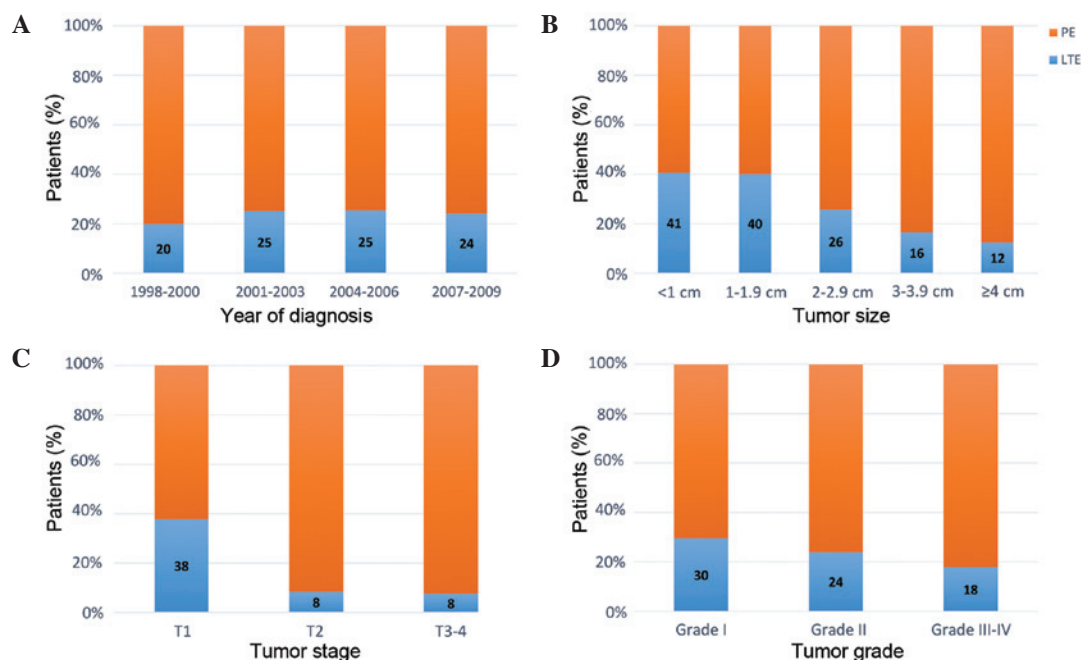 A
100%
80%
60%
40%
20%
0%
Patients (%)
20
25
25
24
1998-2000 2001-2003 2004-2006 2007-2009
Year of diagnosis
B
100%
80%
60%
40%
20%
0%
Patients (%)
41
40
26
16
12
<1 cm 1-1.9 cm 2-2.9 cm 3-3.9 cm ≥4 cm
Tumor size
PE
LTE
C
100%
80%
60%
40%
20%
0%
Patients (%)
38
8
8
T1 T2 T3-4
Tumor stage
D
100%
80%
60%
40%
20%
0%
Patients (%)
30
24
18
Grade I Grade II Grade III-IV
Tumor grade